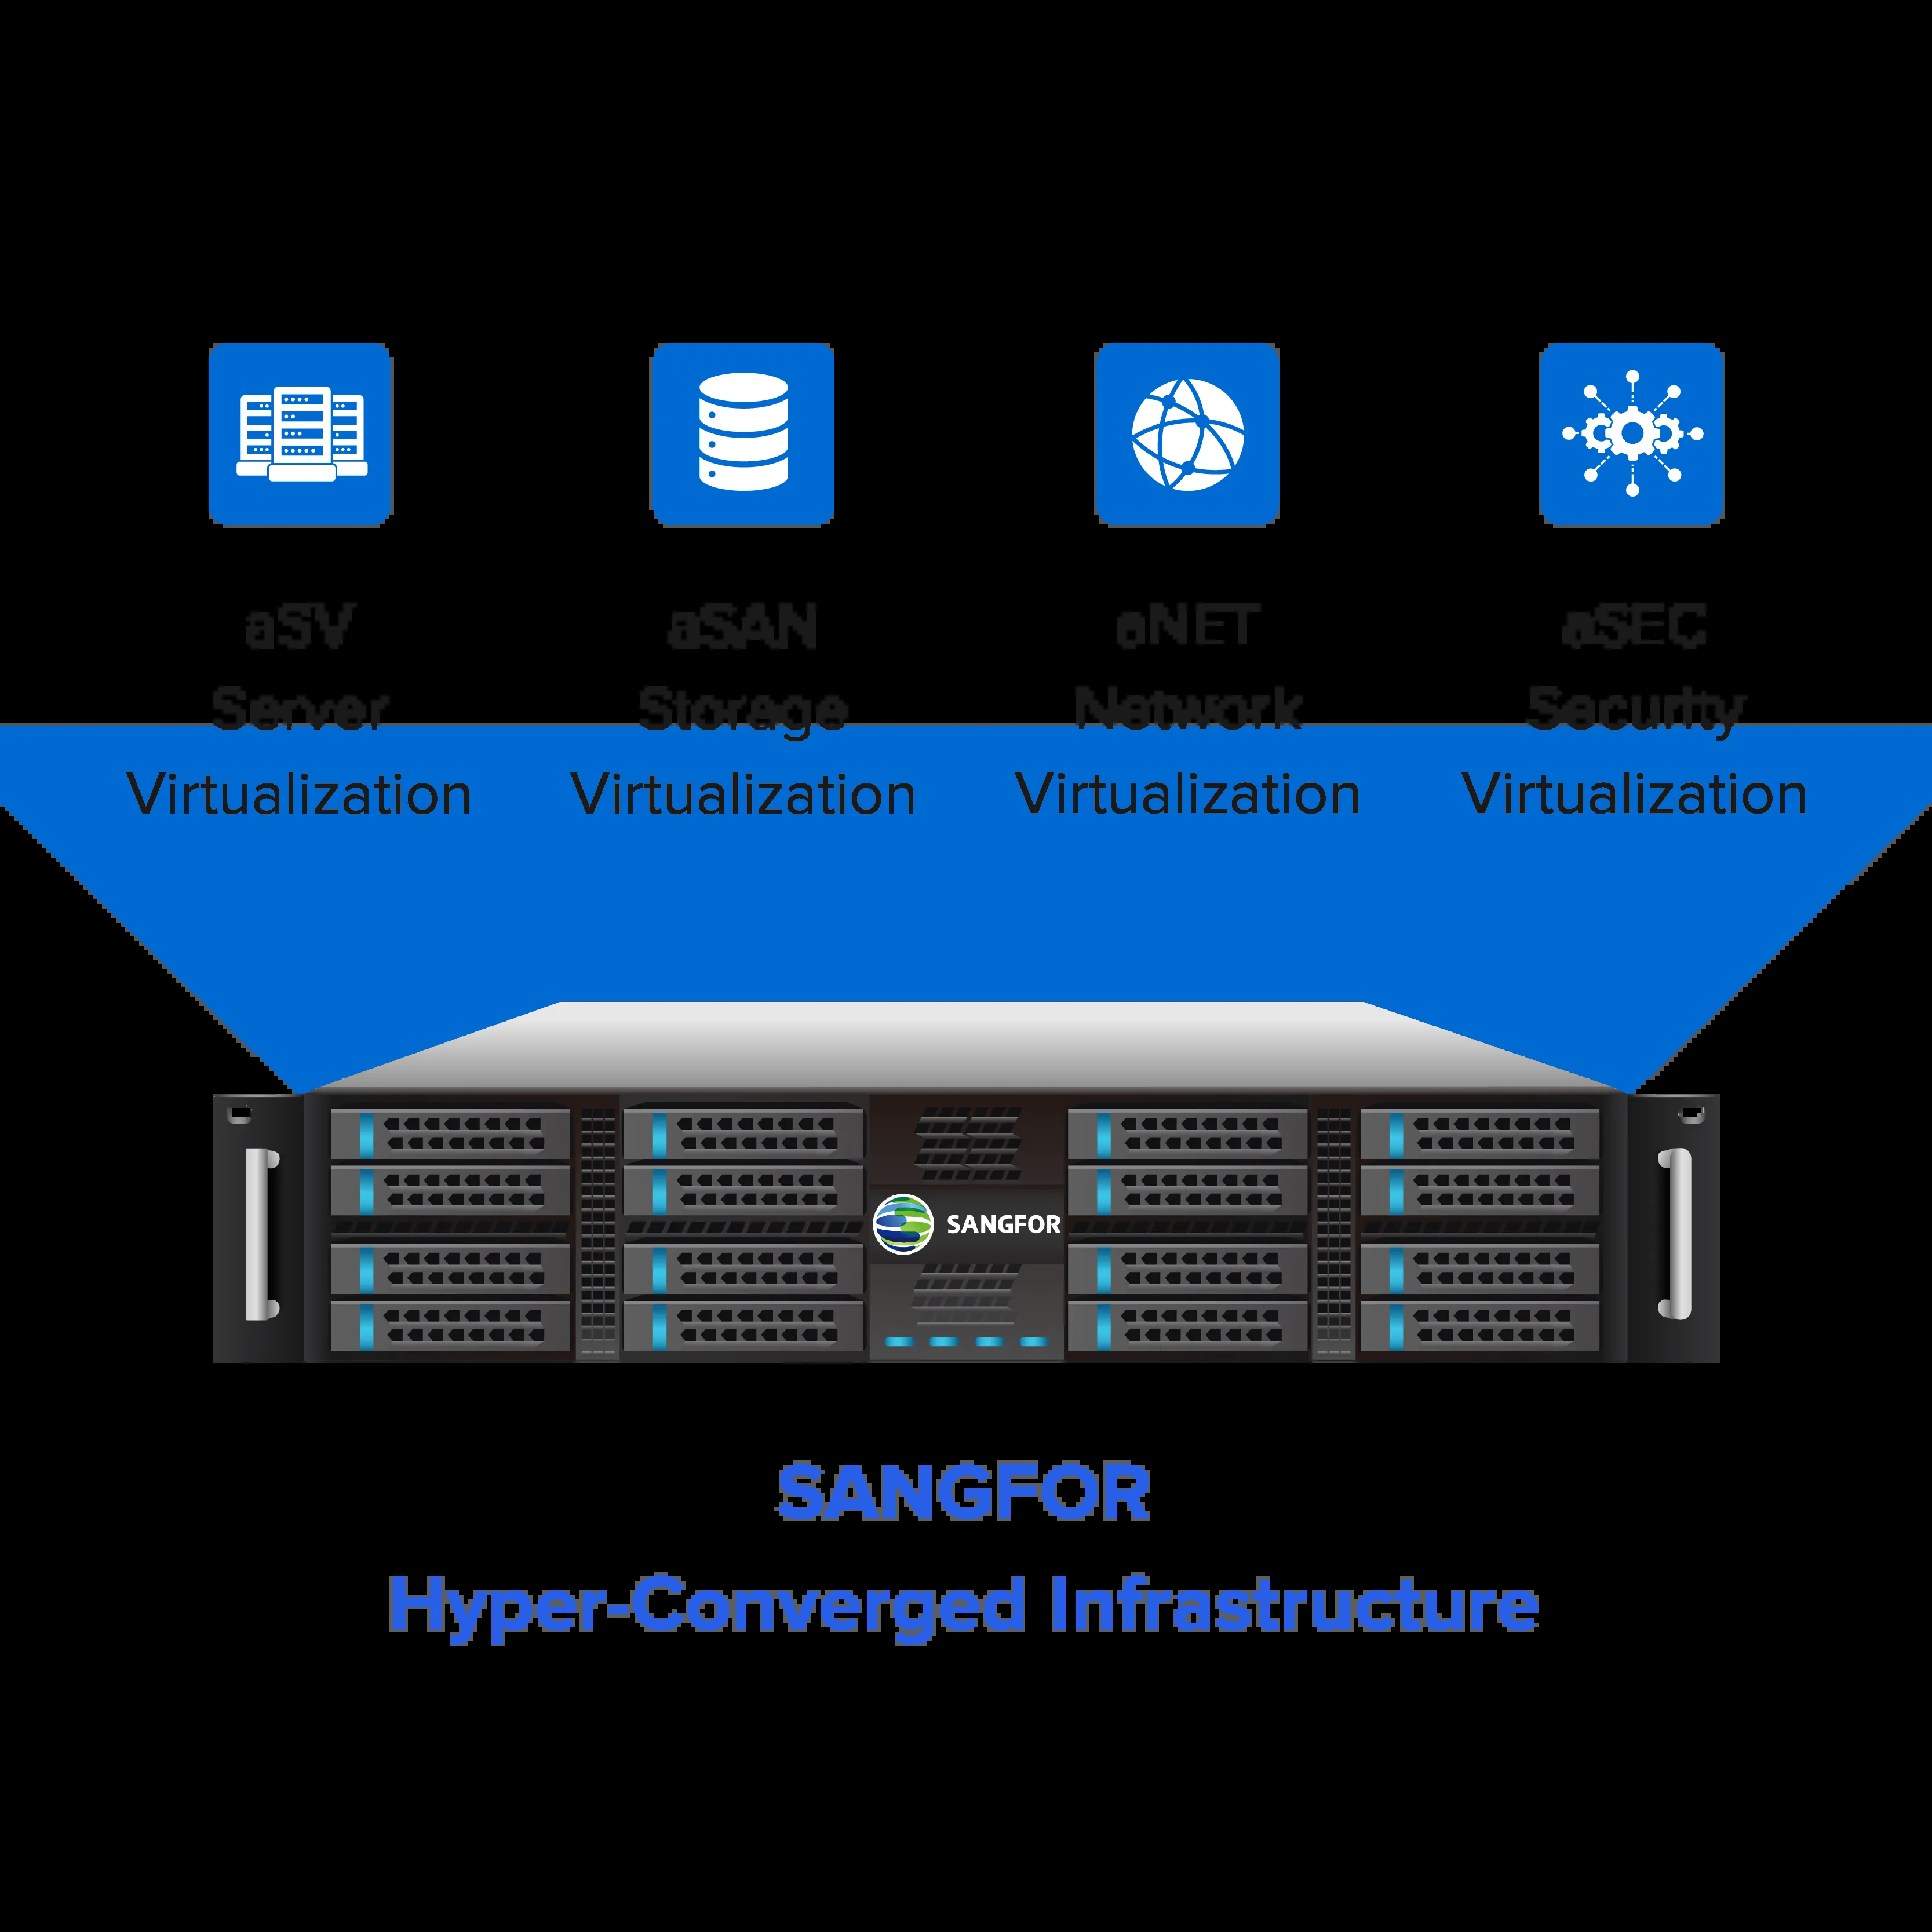 aSV
Server
Virtualization
aSAN
Storage
Virtualization
aNET
Network
Virtualization
aSEC
Security
Virtualization
SANGFOR
SANGFOR
Hyper-Converged Infrastructure